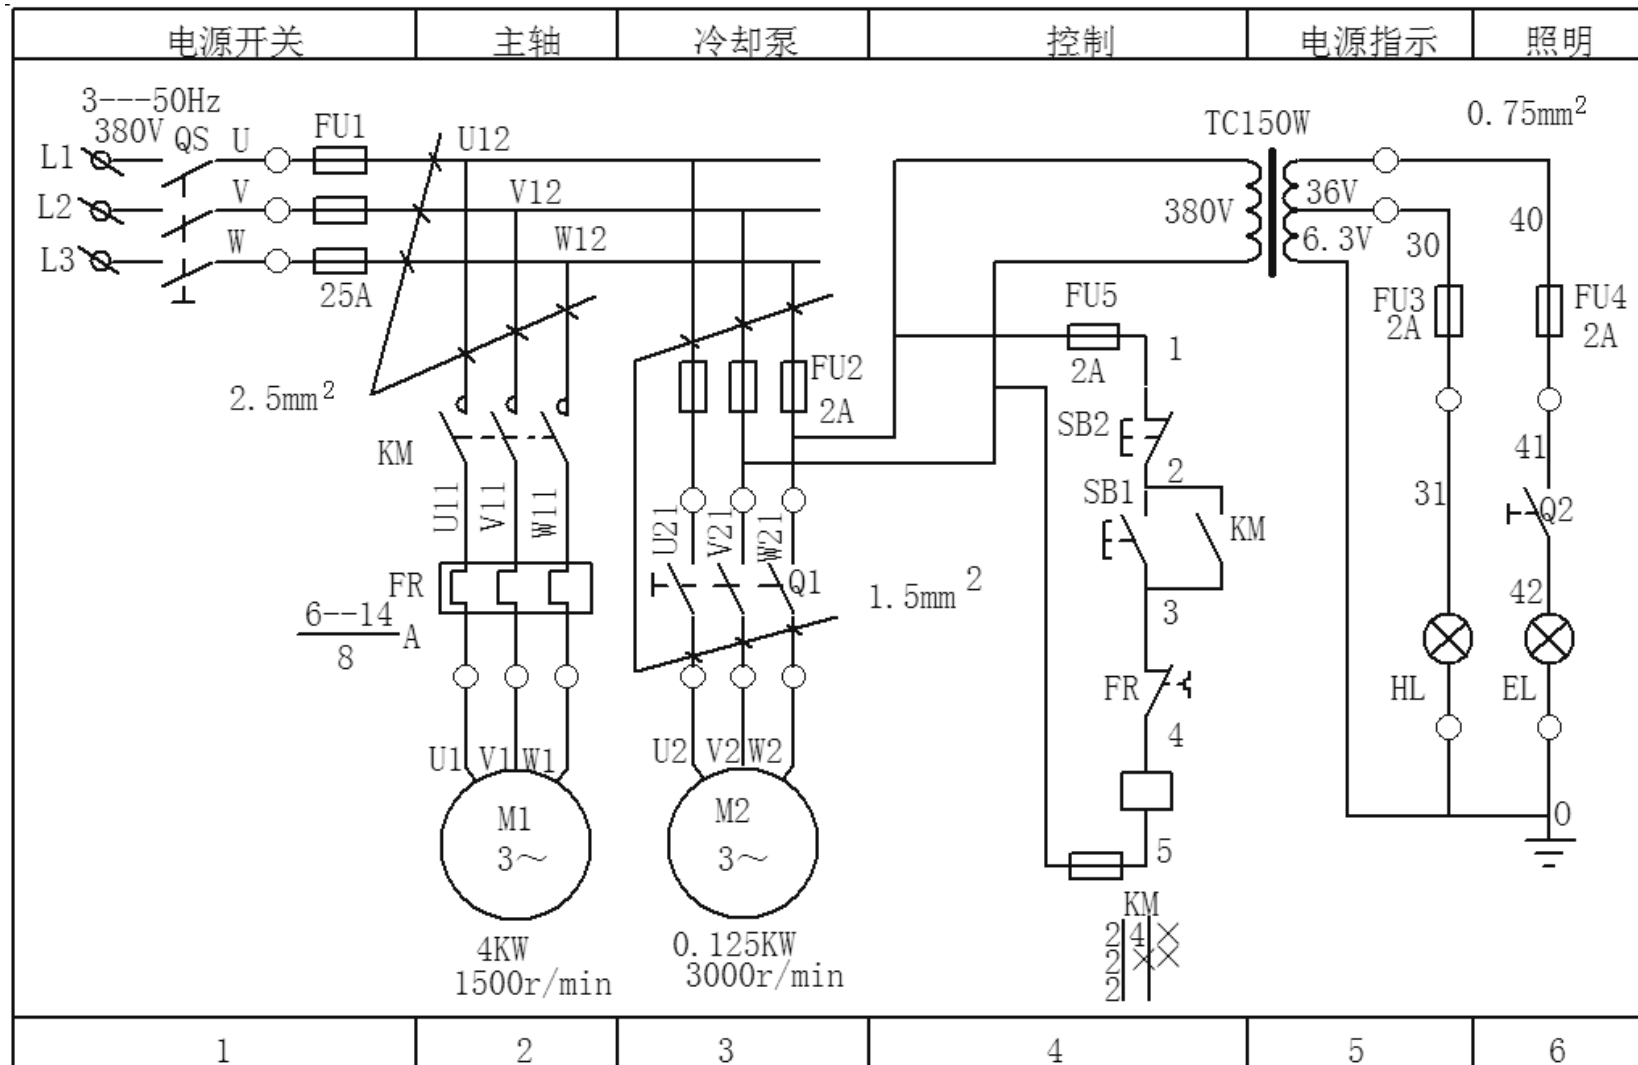 电源开关 主轴 冷却泵 控制 电源指示 照明
3---50Hz
380V QS U FU1 U12 TC150W 0.75mm²
L1
L2 V V12 380V 36V 40
L3 W W12 6.3V 30
25A FU5 FU3 FU4
2A 2A
2.5mm² FU2 2A 1
2A
KM SB2
U11 V11 W11 SB1 2 31 41
U21 V21 W21 KM Q2
FR Q1 1.5mm² 42
6--14
8 A 3
FR HL EL
U1 V1 W1 U2 V2 W2 4
M1 M2 0
3～ 3～ 5
KM
4KW 0.125KW 2 4
1500r/min 3000r/min 2
2
1 2 3 4 5 6